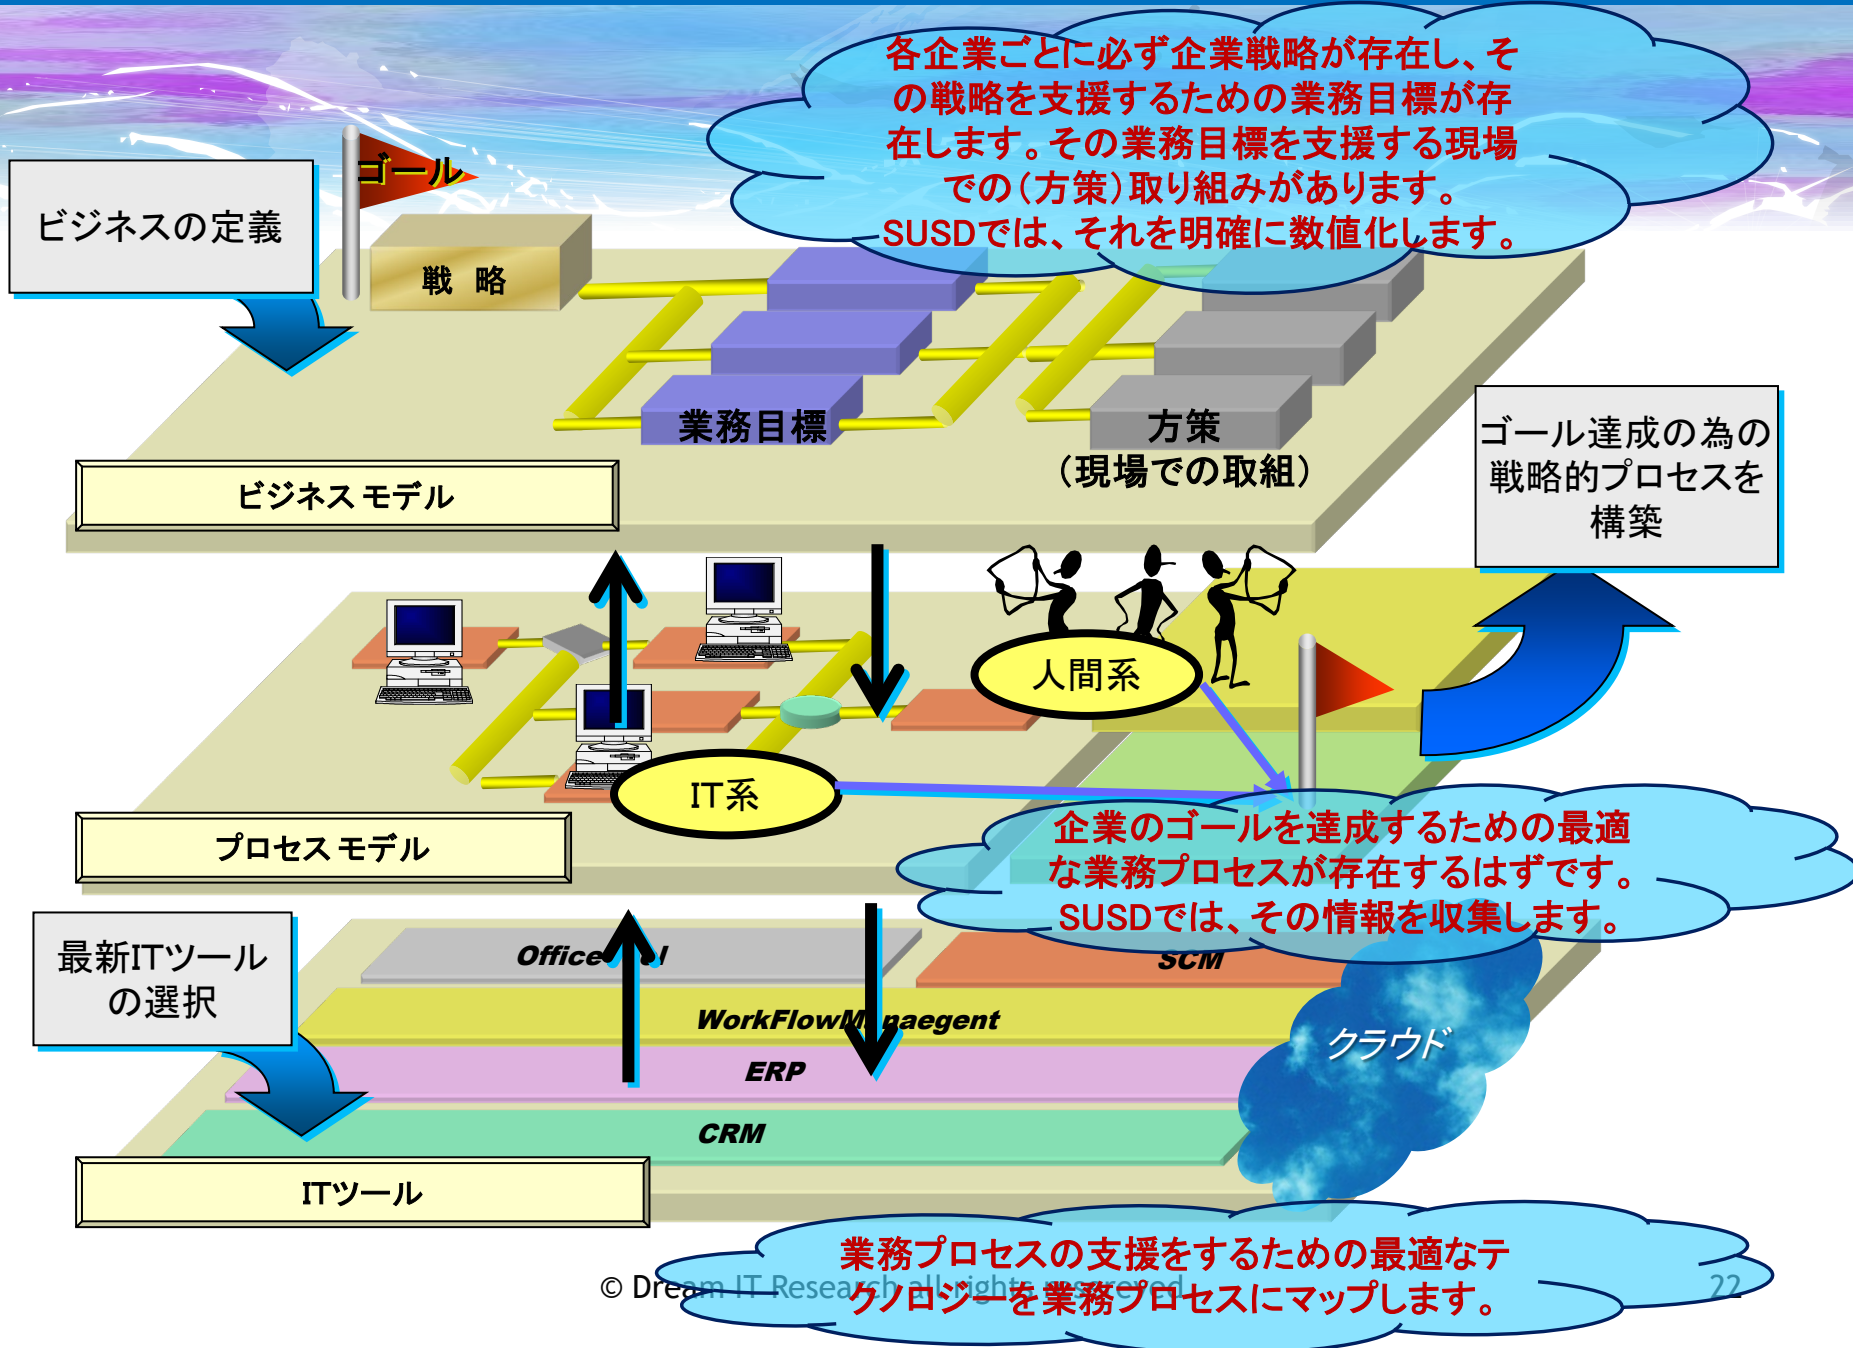 各企業ごとに必ず企業戦略が存在し、そ
の戦略を支援するための業務目標が存
在します。その業務目標を支援する現場
での（方策）取り組みがあります。
SUSDでは、それを明確に数値化します。
ゴール
ビジネスの定義
戦　略
業務目標
方策
（現場での取組）
ビジネス モデル
ゴール達成の為の
戦略的プロセスを
構築
人間系
IT系
プロセス モデル
企業のゴールを達成するための最適
な業務プロセスが存在するはずです。
SUSDでは、その情報を収集します。
最新ITツール
の選択
Office
SCM
WorkFlowManaegent
ERP
クラウド
CRM
ITツール
業務プロセスの支援をするための最適なテ
クノロジーを業務プロセスにマップします。
© Dream IT Research all rights
22